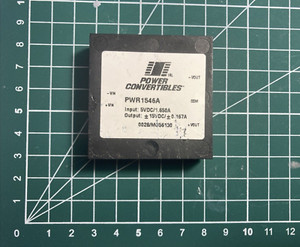 POWER
CONVERTIBLES
PWR1546A
Input: 5VDC/1.650A
Output: ±15VDC/±0.167A
+VOUT
-VOUT
-VIN
+VIN
COM
0 1 2 3 4 5 6 7 8 9 10 11 12